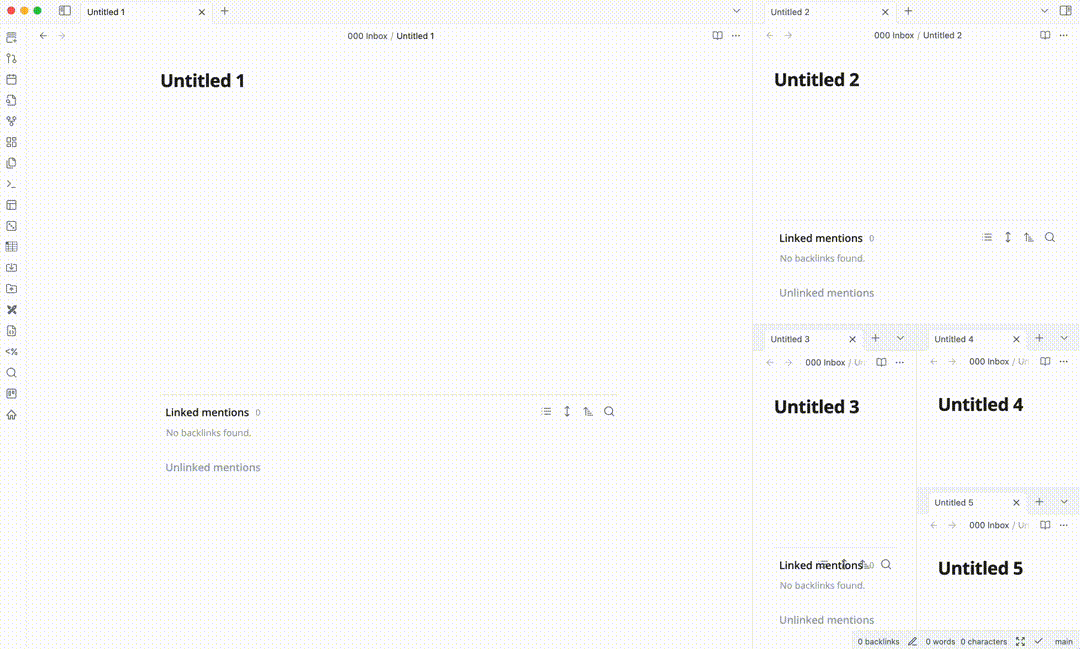 Untitled 1
000 Inbox / Untitled 1
Untitled 1
Linked mentions 0
No backlinks found.
Unlinked mentions
Untitled 2
000 Inbox / Untitled 2
Untitled 2
Linked mentions 0
No backlinks found.
Unlinked mentions
Untitled 3
000 Inbox /
Untitled 3
Linked mentions 0
No backlinks found.
Unlinked mentions
Untitled 4
000 Inbox /
Untitled 4
Untitled 5
000 Inbox /
Untitled 5
0 backlinks 0 words 0 characters main